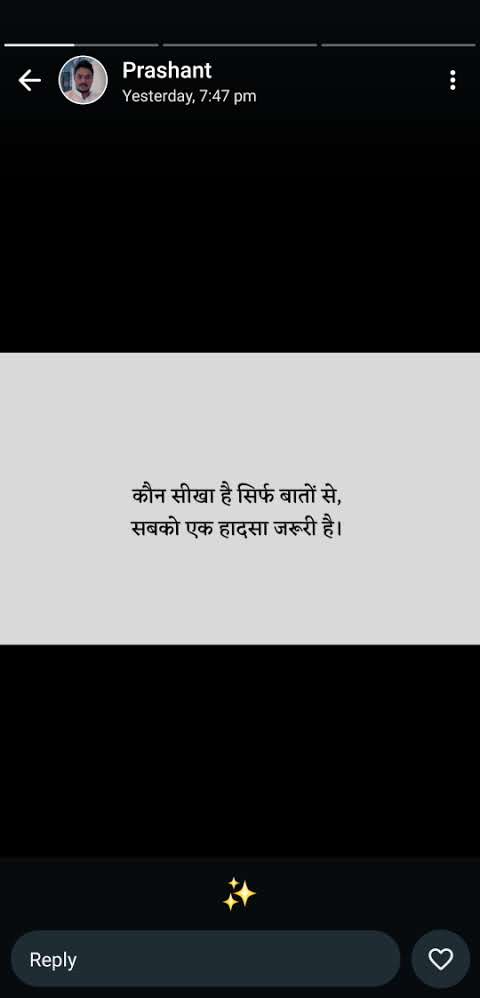 Prashant
Yesterday, 7:47 pm
कौन सीखा है सिर्फ बातों से,
सबको एक हादसा जरूरी है।
Reply